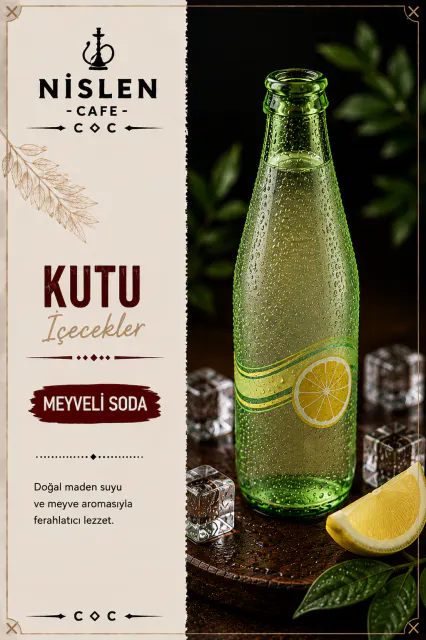 NİSLEN
- CAFE -
C ◇ C
KUTU
İçecekler
MEYVELİ SODA
Doğal maden suyu
ve meyve aromasıyla
ferahlatıcı lezzet.
C ◇ C